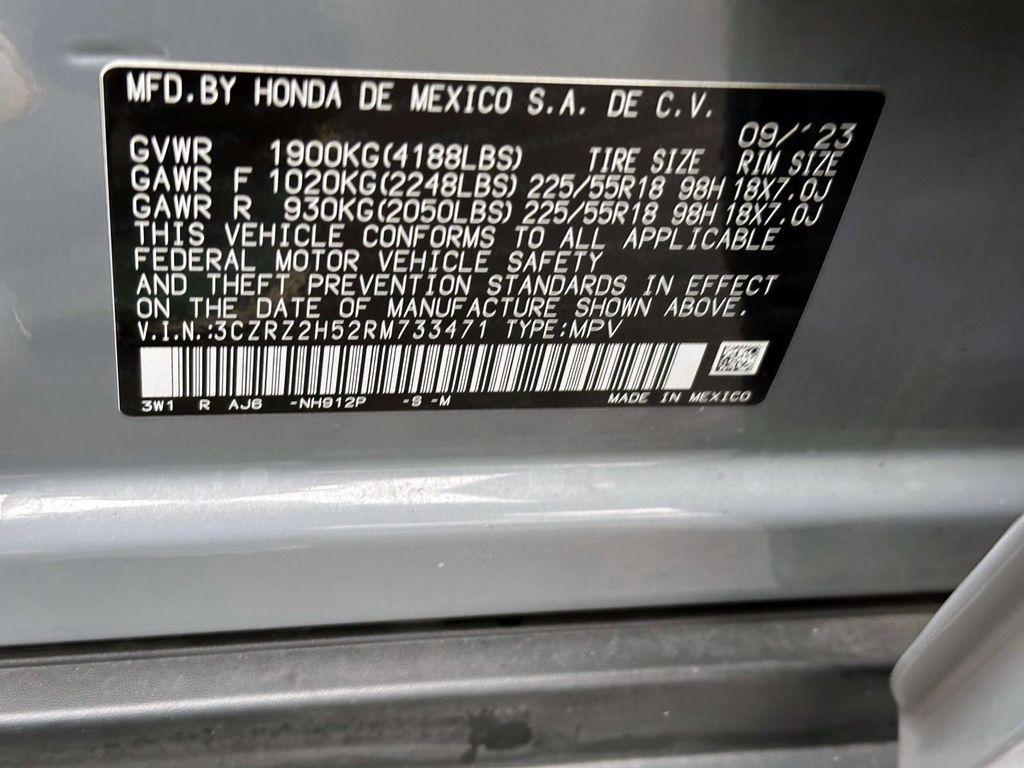 MFD.BY HONDA DE MEXICO S.A. DE C.V.
09/'23
GVWR 1900KG(4188LBS) TIRE SIZE RIM SIZE
GAWR F 1020KG(2248LBS) 225/55R18 98H 18X7.0J
GAWR R 930KG(2050LBS) 225/55R18 98H 18X7.0J
THIS VEHICLE CONFORMS TO ALL APPLICABLE
FEDERAL MOTOR VEHICLE SAFETY
AND THEFT PREVENTION STANDARDS IN EFFECT
ON THE DATE OF MANUFACTURE SHOWN ABOVE.
V.I.N.:3CZRZ2H52RM733471 TYPE:MPV
3W1 R AJ6 -NH912P -S -M MADE IN MEXICO